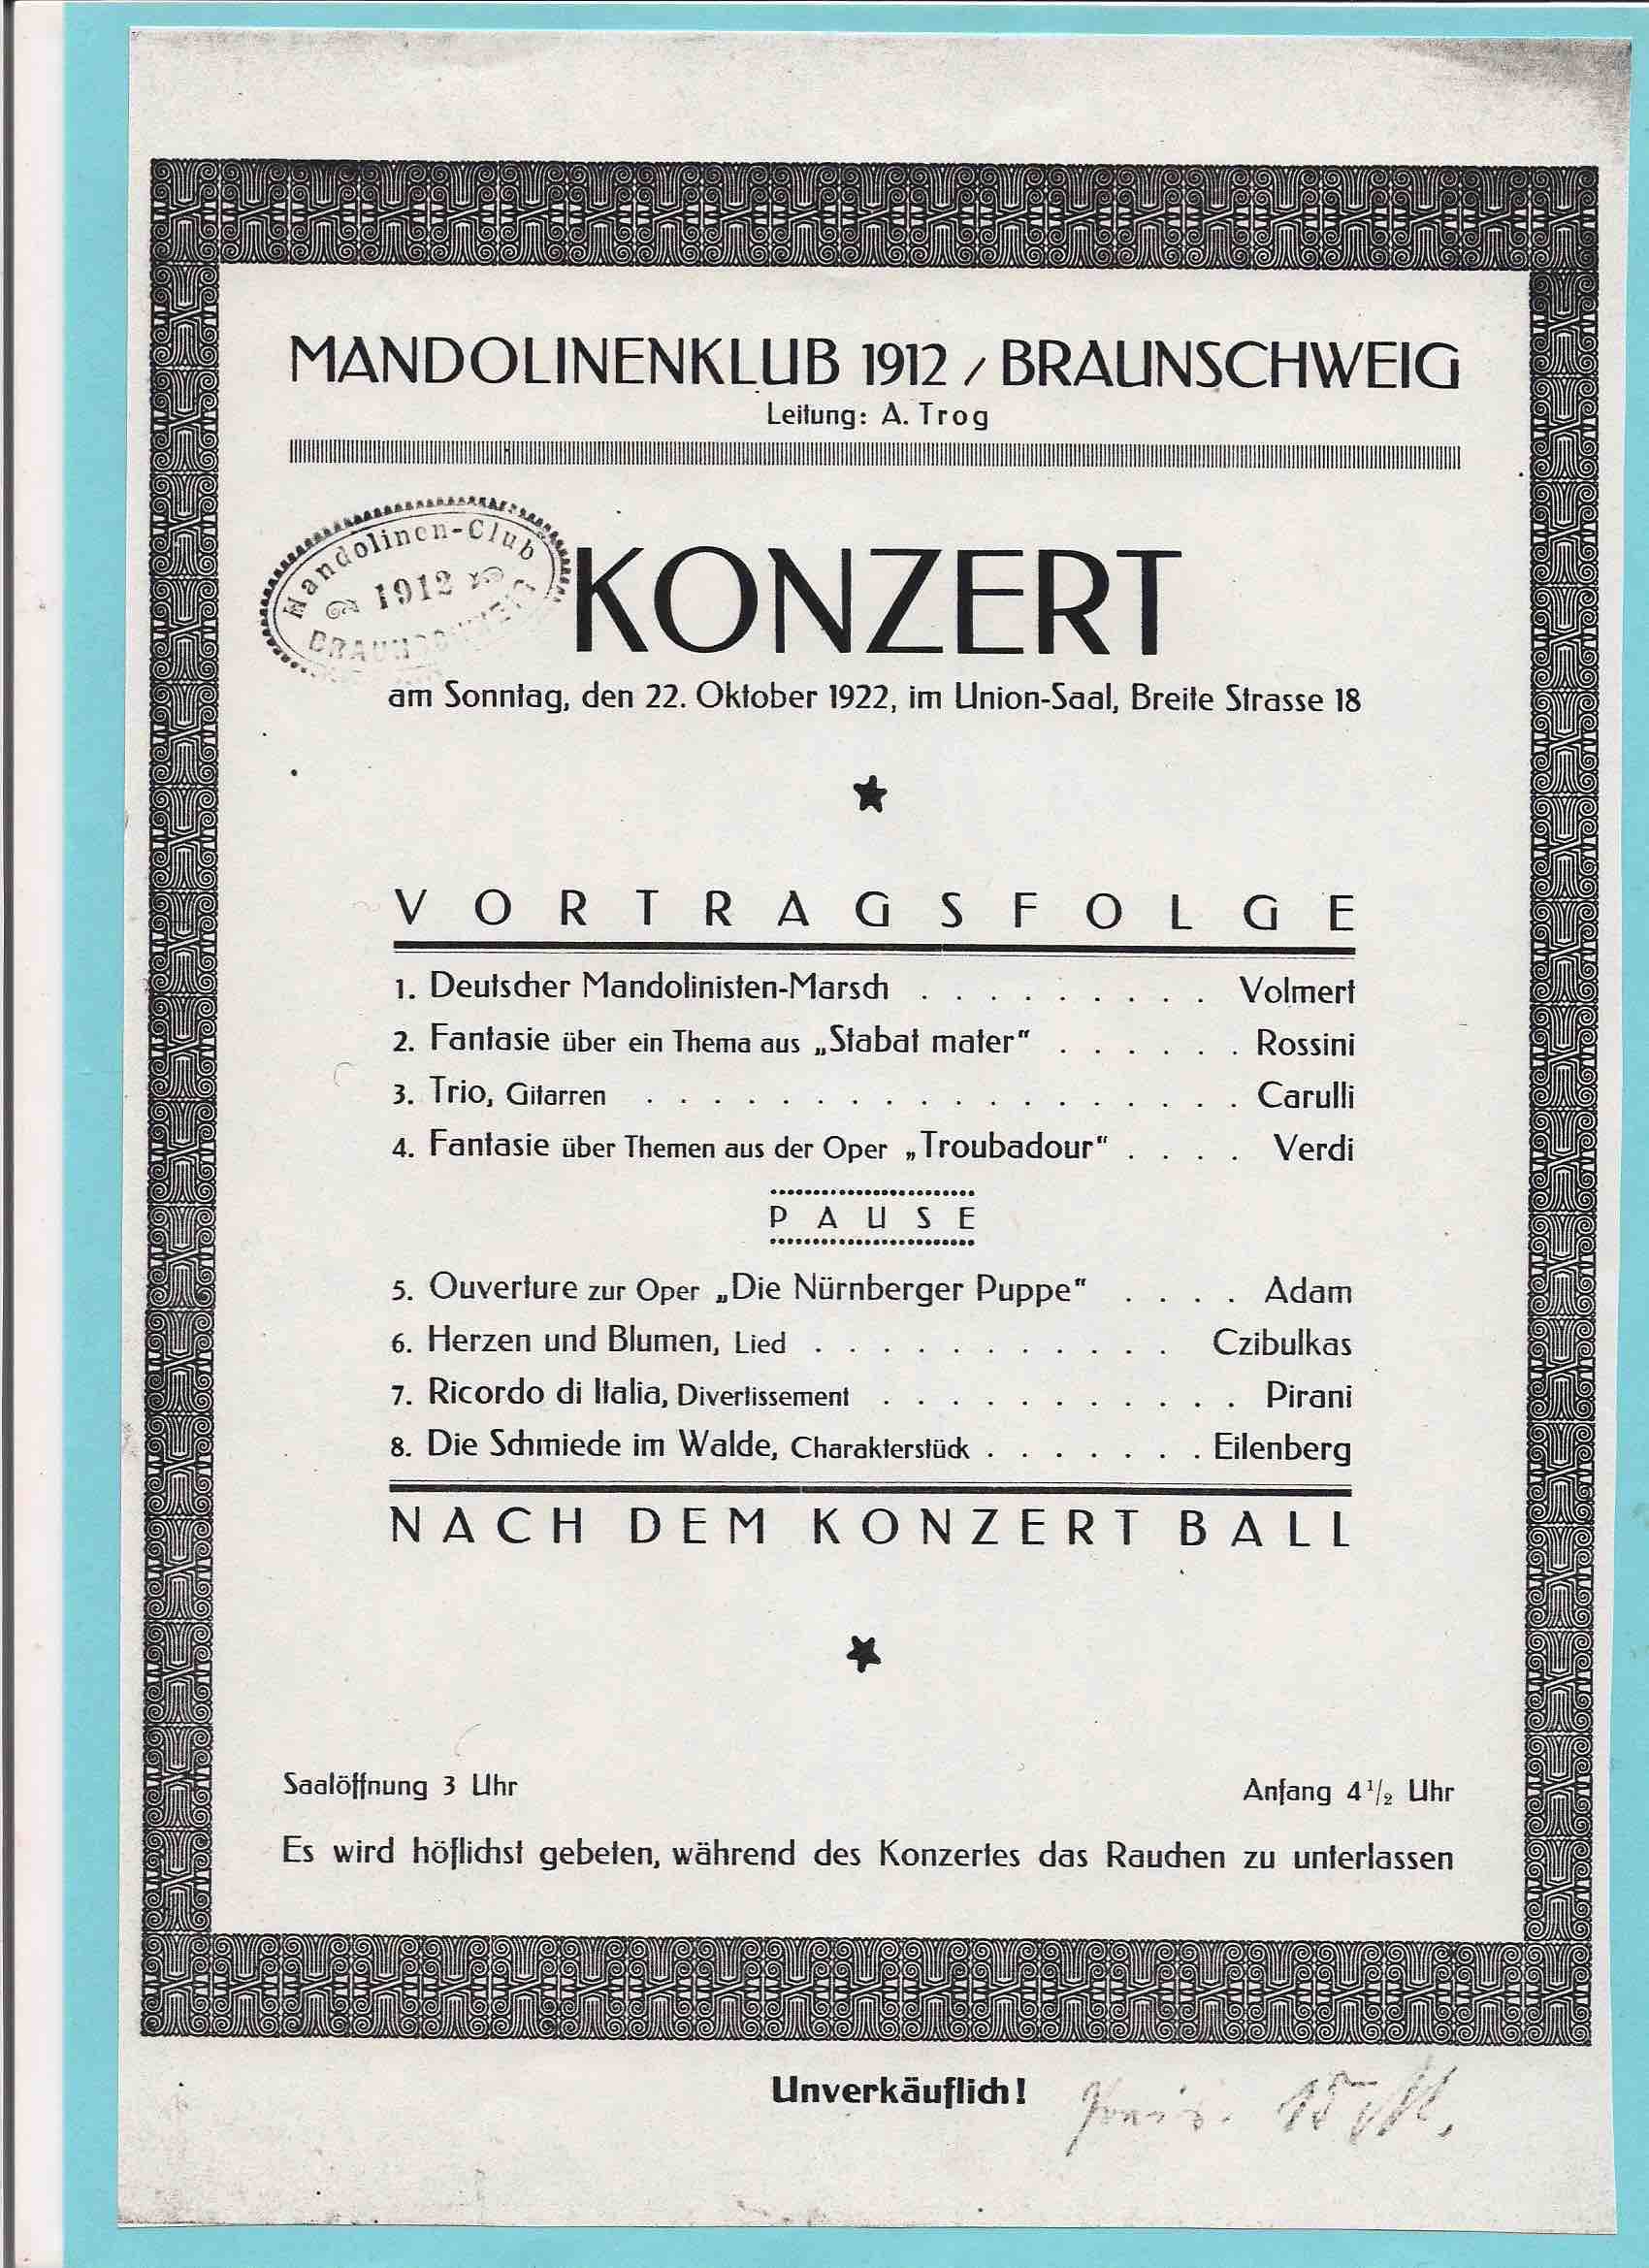 MANDOLINENKLUB 1912 / BRAUNSCHWEIG
Leitung: A. Trog
Mandolinen-Club
1912
BRAUNSCHWEIG
KONZERT
am Sonntag, den 22. Oktober 1922, im Union-Saal, Breite Strasse 18
VORTRAGSFOLGE
1. Deutscher Mandolinisten-Marsch . . . . . . . . . Volmert
2. Fantasie über ein Thema aus „Stabat mater“ . . . . . . Rossini
3. Trio, Gitarren . . . . . . . . . . . . . . . . . . Carulli
4. Fantasie über Themen aus der Oper „Troubadour“ . . . . Verdi
PAUSE
5. Ouverture zur Oper „Die Nürnberger Puppe“ . . . . Adam
6. Herzen und Blumen, Lied . . . . . . . . . . . Czibulkas
7. Ricordo di Italia, Divertissement . . . . . . . . . . . Pirani
8. Die Schmiede im Walde, Charakterstück . . . . . . . Eilenberg
NACH DEM KONZERT BALL
Saalöffnung 3 Uhr Anfang 4 1/2 Uhr
Es wird höflichst gebeten, während des Konzertes das Rauchen zu unterlassen
Unverkäuflich! Preis. 15